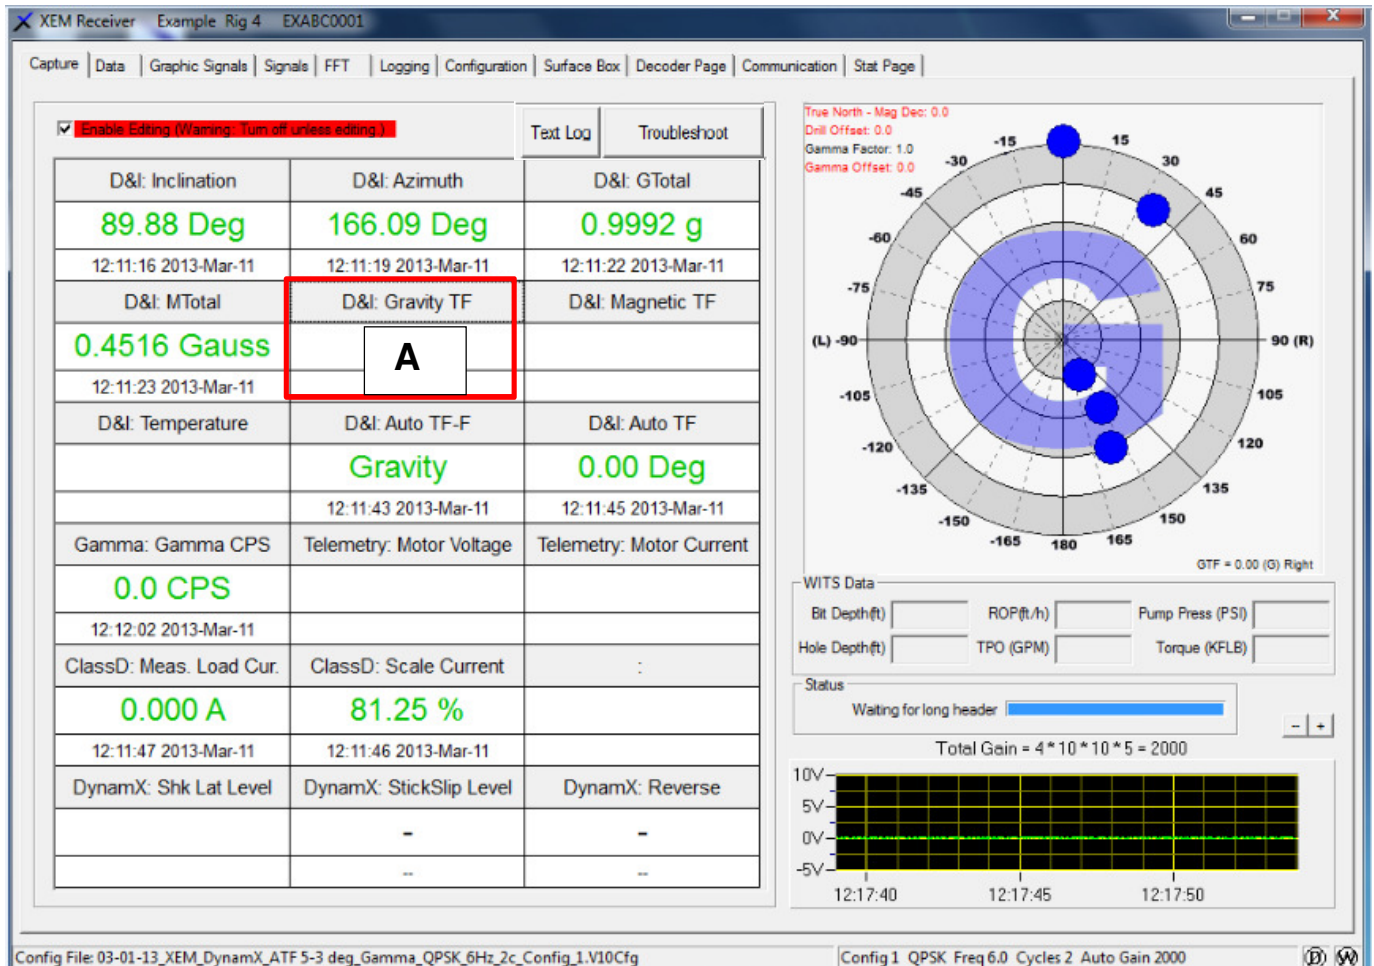 XEM Receiver Example Rig 4 EXABC0001
Capture Data Graphic Signals Signals FFT Logging Configuration Surface Box Decoder Page Communication Stat Page
Enable Editing (Warning: Turn off unless editing.)
Text Log Troubleshoot
D&I: Inclination D&I: Azimuth D&I: GTotal
89.88 Deg 166.09 Deg 0.9992 g
12:11:16 2013-Mar-11 12:11:19 2013-Mar-11 12:11:22 2013-Mar-11
D&I: MTotal D&I: Gravity TF D&I: Magnetic TF
0.4516 Gauss A
12:11:23 2013-Mar-11
D&I: Temperature D&I: Auto TF-F D&I: Auto TF
Gravity 0.00 Deg
12:11:43 2013-Mar-11 12:11:45 2013-Mar-11
Gamma: Gamma CPS Telemetry: Motor Voltage Telemetry: Motor Current
0.0 CPS
12:12:02 2013-Mar-11
ClassD: Meas. Load Cur. ClassD: Scale Current :
0.000 A 81.25 %
12:11:47 2013-Mar-11 12:11:46 2013-Mar-11
DynamX: Shk Lat Level DynamX: StickSlip Level DynamX: Reverse
- -
-- --
True North - Mag Dec: 0.0
Drill Offset: 0.0
Gamma Factor: 1.0
Gamma Offset: 0.0
-15 15
-30 30
-45 45
-60 60
-75 75
(L) -90 90 (R)
-105 105
-120 120
-135 135
-150 150
-165 180 165
G
GTF = 0.00 (G) Right
WITS Data
Bit Depth(ft) ROP(ft/h) Pump Press (PSI)
Hole Depth(ft) TPO (GPM) Torque (KFLB)
Status
Waiting for long header
- +
Total Gain = 4 * 10 * 10 * 5 = 2000
10V
5V
0V
-5V
12:17:40 12:17:45 12:17:50
Config File: 03-01-13_XEM_DynamX_ATF 5-3 deg_Gamma_QPSK_6Hz_2c_Config_1.V10Cfg Config 1 QPSK Freq 6.0 Cycles 2 Auto Gain 2000 D W